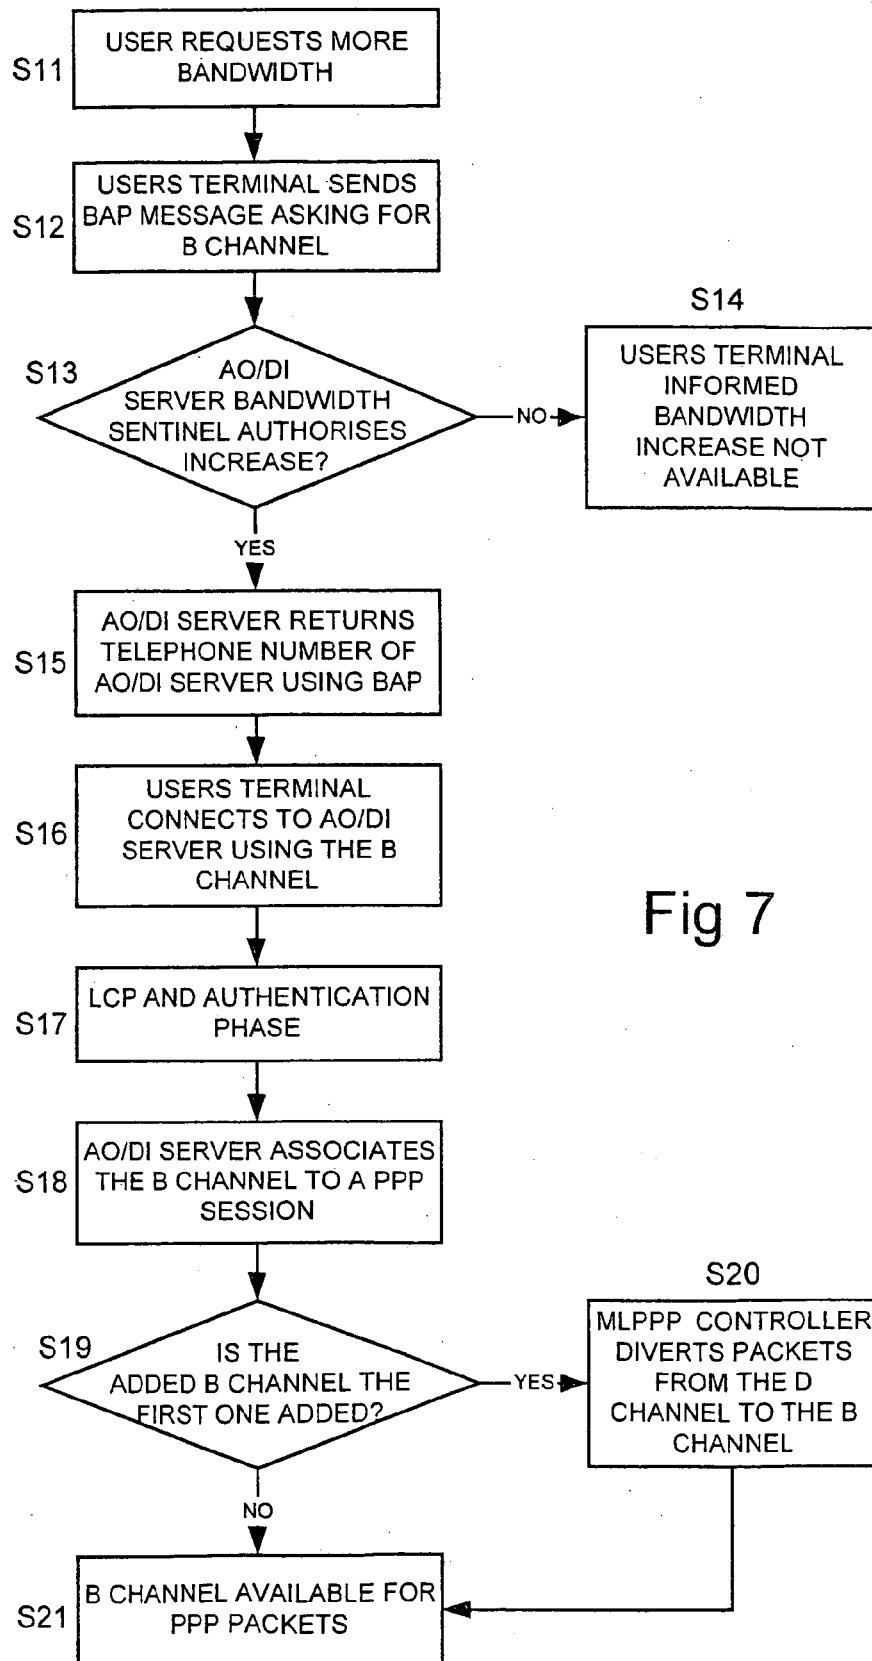 S11
USER REQUESTS MORE
BANDWIDTH
S12
USERS TERMINAL SENDS
BAP MESSAGE ASKING FOR
B CHANNEL
S13
AO/DI
SERVER BANDWIDTH
SENTINEL AUTHORISES
INCREASE?
NO
S14
USERS TERMINAL
INFORMED
BANDWIDTH
INCREASE NOT
AVAILABLE
YES
S15
AO/DI SERVER RETURNS
TELEPHONE NUMBER OF
AO/DI SERVER USING BAP
S16
USERS TERMINAL
CONNECTS TO AO/DI
SERVER USING THE B
CHANNEL
Fig 7
S17
LCP AND AUTHENTICATION
PHASE
S18
AO/DI SERVER ASSOCIATES
THE B CHANNEL TO A PPP
SESSION
S19
IS THE
ADDED B CHANNEL THE
FIRST ONE ADDED?
YES
S20
MLPPP CONTROLLER
DIVERTS PACKETS
FROM THE D
CHANNEL TO THE B
CHANNEL
NO
S21
B CHANNEL AVAILABLE FOR
PPP PACKETS